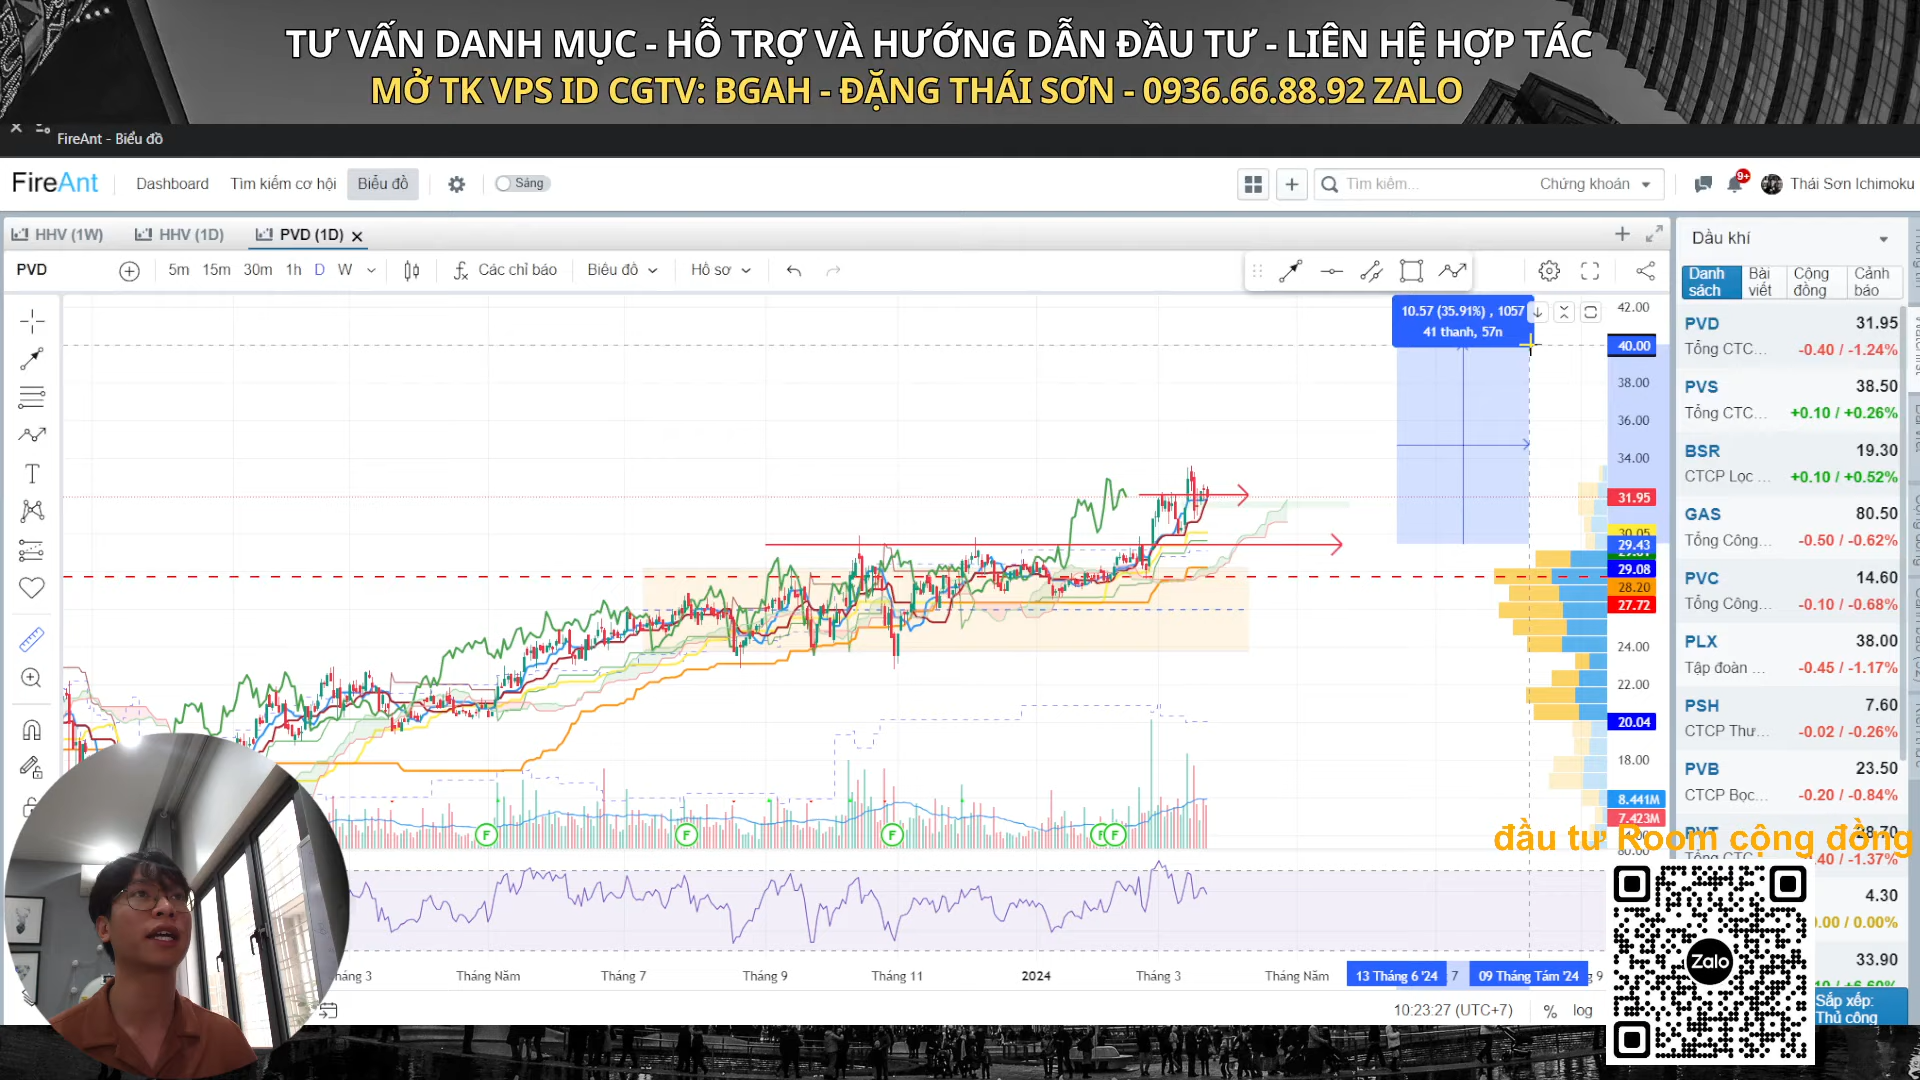 TƯ VẤN DANH MỤC - HỖ TRỢ VÀ HƯỚNG DẪN ĐẦU TƯ - LIÊN HỆ HỢP TÁC
MỞ TK VPS ID CGTV: BGAH - ĐẶNG THÁI SƠN - 0936.66.88.92 ZALO
FireAnt - Biểu đồ
FireAnt
Dashboard
Tìm kiếm cơ hội
Biểu đồ
Sáng
Tìm kiếm...
Chứng khoán
9+
Thái Sơn Ichimoku
HHV (1W)
HHV (1D)
PVD (1D)
PVD
5m 15m 30m 1h D W
Các chỉ báo
Biểu đồ
Hồ sơ
10.57 (35.91%) , 1057
41 thanh, 57n
42.00
40.00
38.00
36.00
34.00
31.95
30.05
29.43
29.08
28.20
27.72
24.00
22.00
20.04
18.00
8.441M
7.423M
80.00
F
F
F
F
F
Tháng Năm
Tháng 7
Tháng 9
Tháng 11
2024
Tháng 3
Tháng Năm
13 Tháng 6 '24
7
09 Tháng Tám '24
9
10:23:27 (UTC+7)
%
log
Dầu khí
Danh sách
Bài viết
Cộng đồng
Cảnh báo
PVD 31.95
Tổng CTC... -0.40 / -1.24%
PVS 38.50
Tổng CTC... +0.10 / +0.26%
BSR 19.30
CTCP Lọc ... +0.10 / +0.52%
GAS 80.50
Tổng Công... -0.50 / -0.62%
PVC 14.60
Tổng Công... -0.10 / -0.68%
PLX 38.00
Tập đoàn ... -0.45 / -1.17%
PSH 7.60
CTCP Thư... -0.02 / -0.26%
PVB 23.50
CTCP Bọc... -0.20 / -0.84%
đầu tư Room cộng đồng
-1.37%
4.30
0.00%
33.90
Zalo
Sắp xếp:
Thủ công